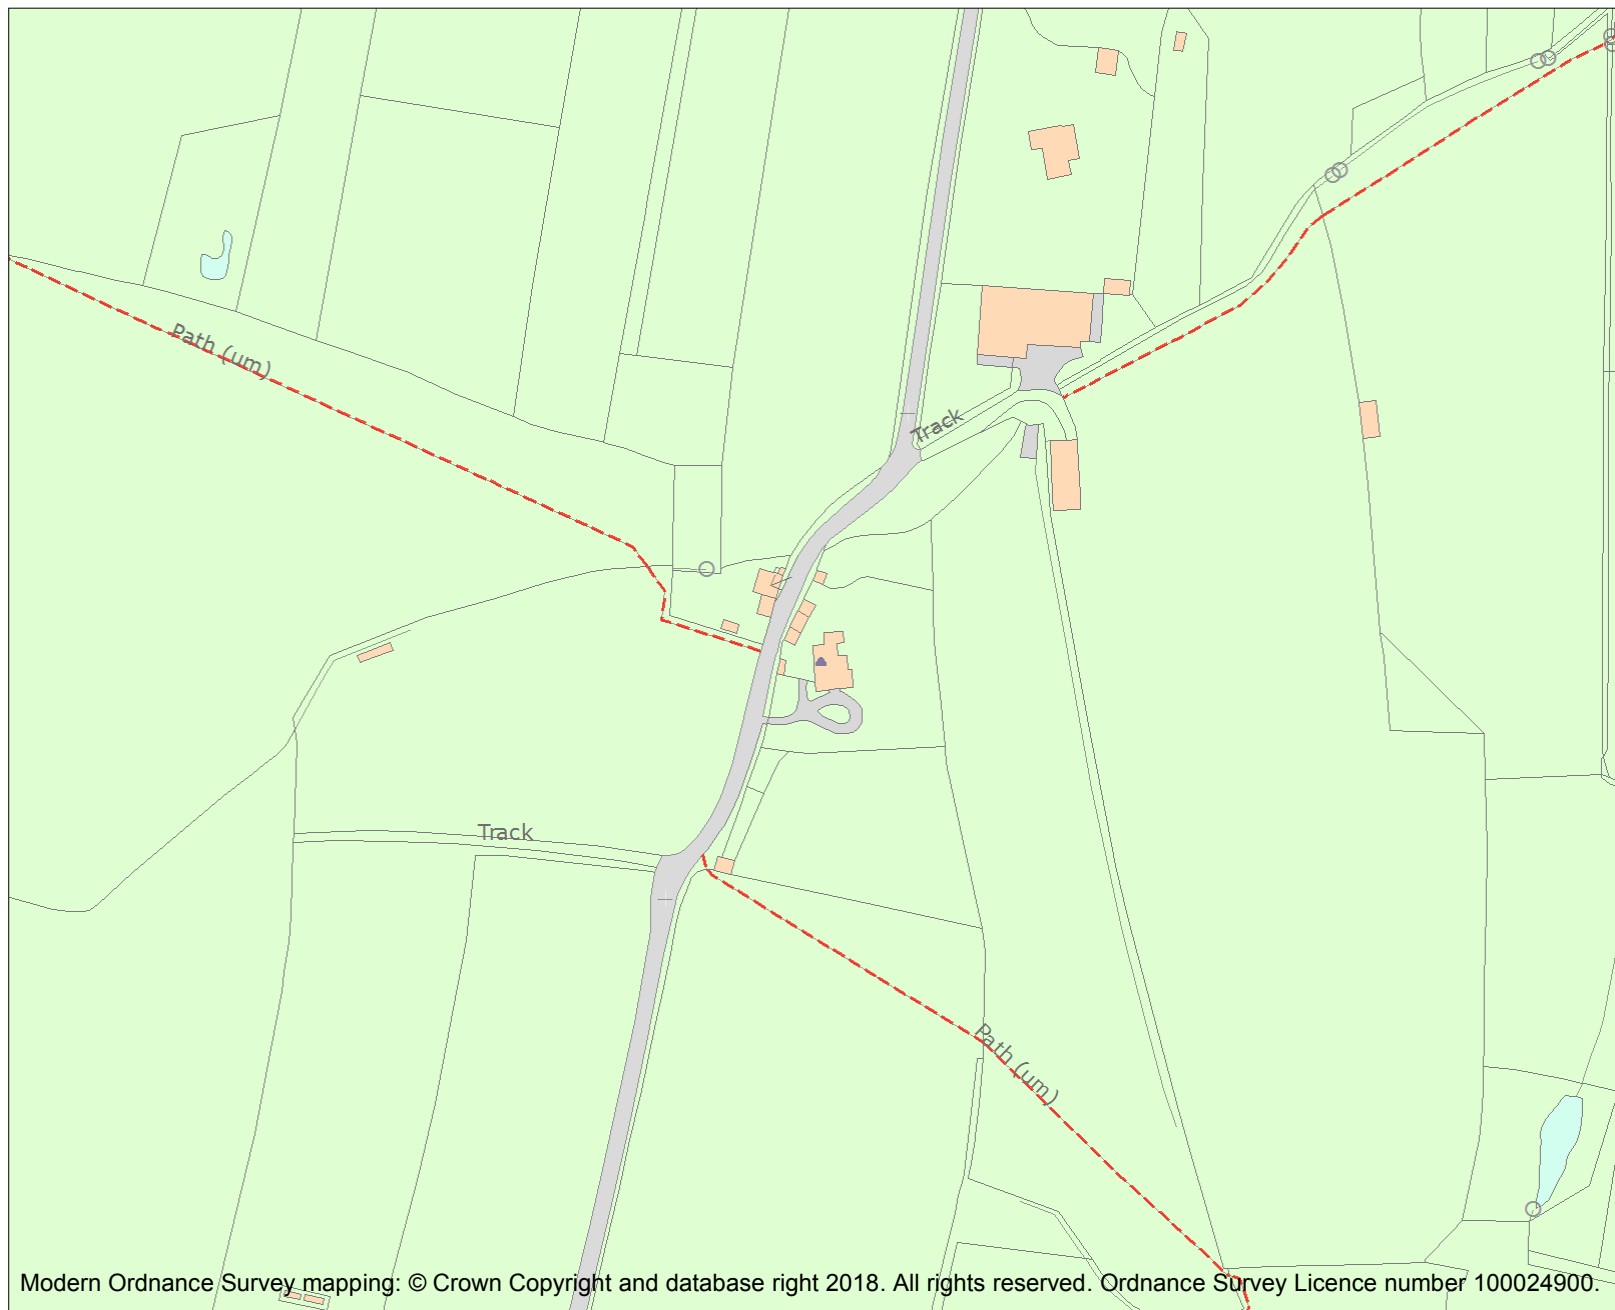 Path (um)
Track
Track
Path (um)
Modern Ordnance Survey mapping: © Crown Copyright and database right 2018. All rights reserved. Ordnance Survey Licence number 100024900.